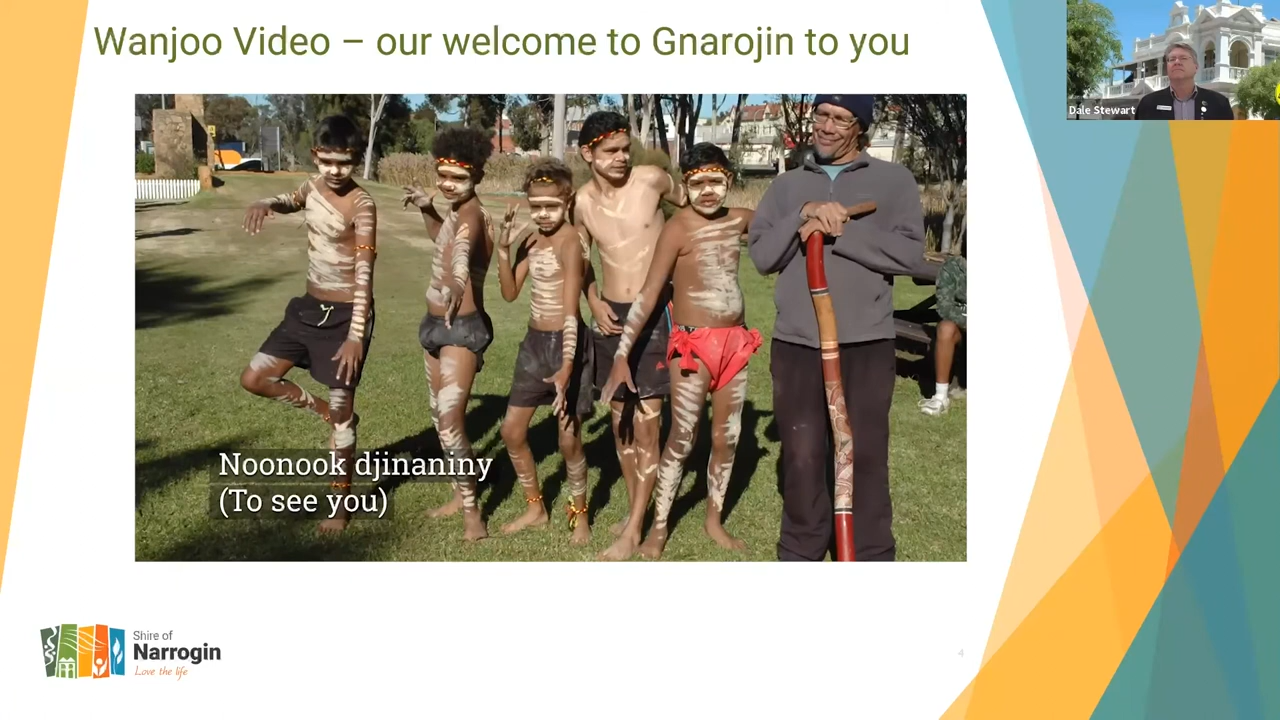 Wanjoo Video – our welcome to Gnarojin to you
Dale Stewart
Noonook djinaniny
(To see you)
Shire of
Narrogin
Love the life
4